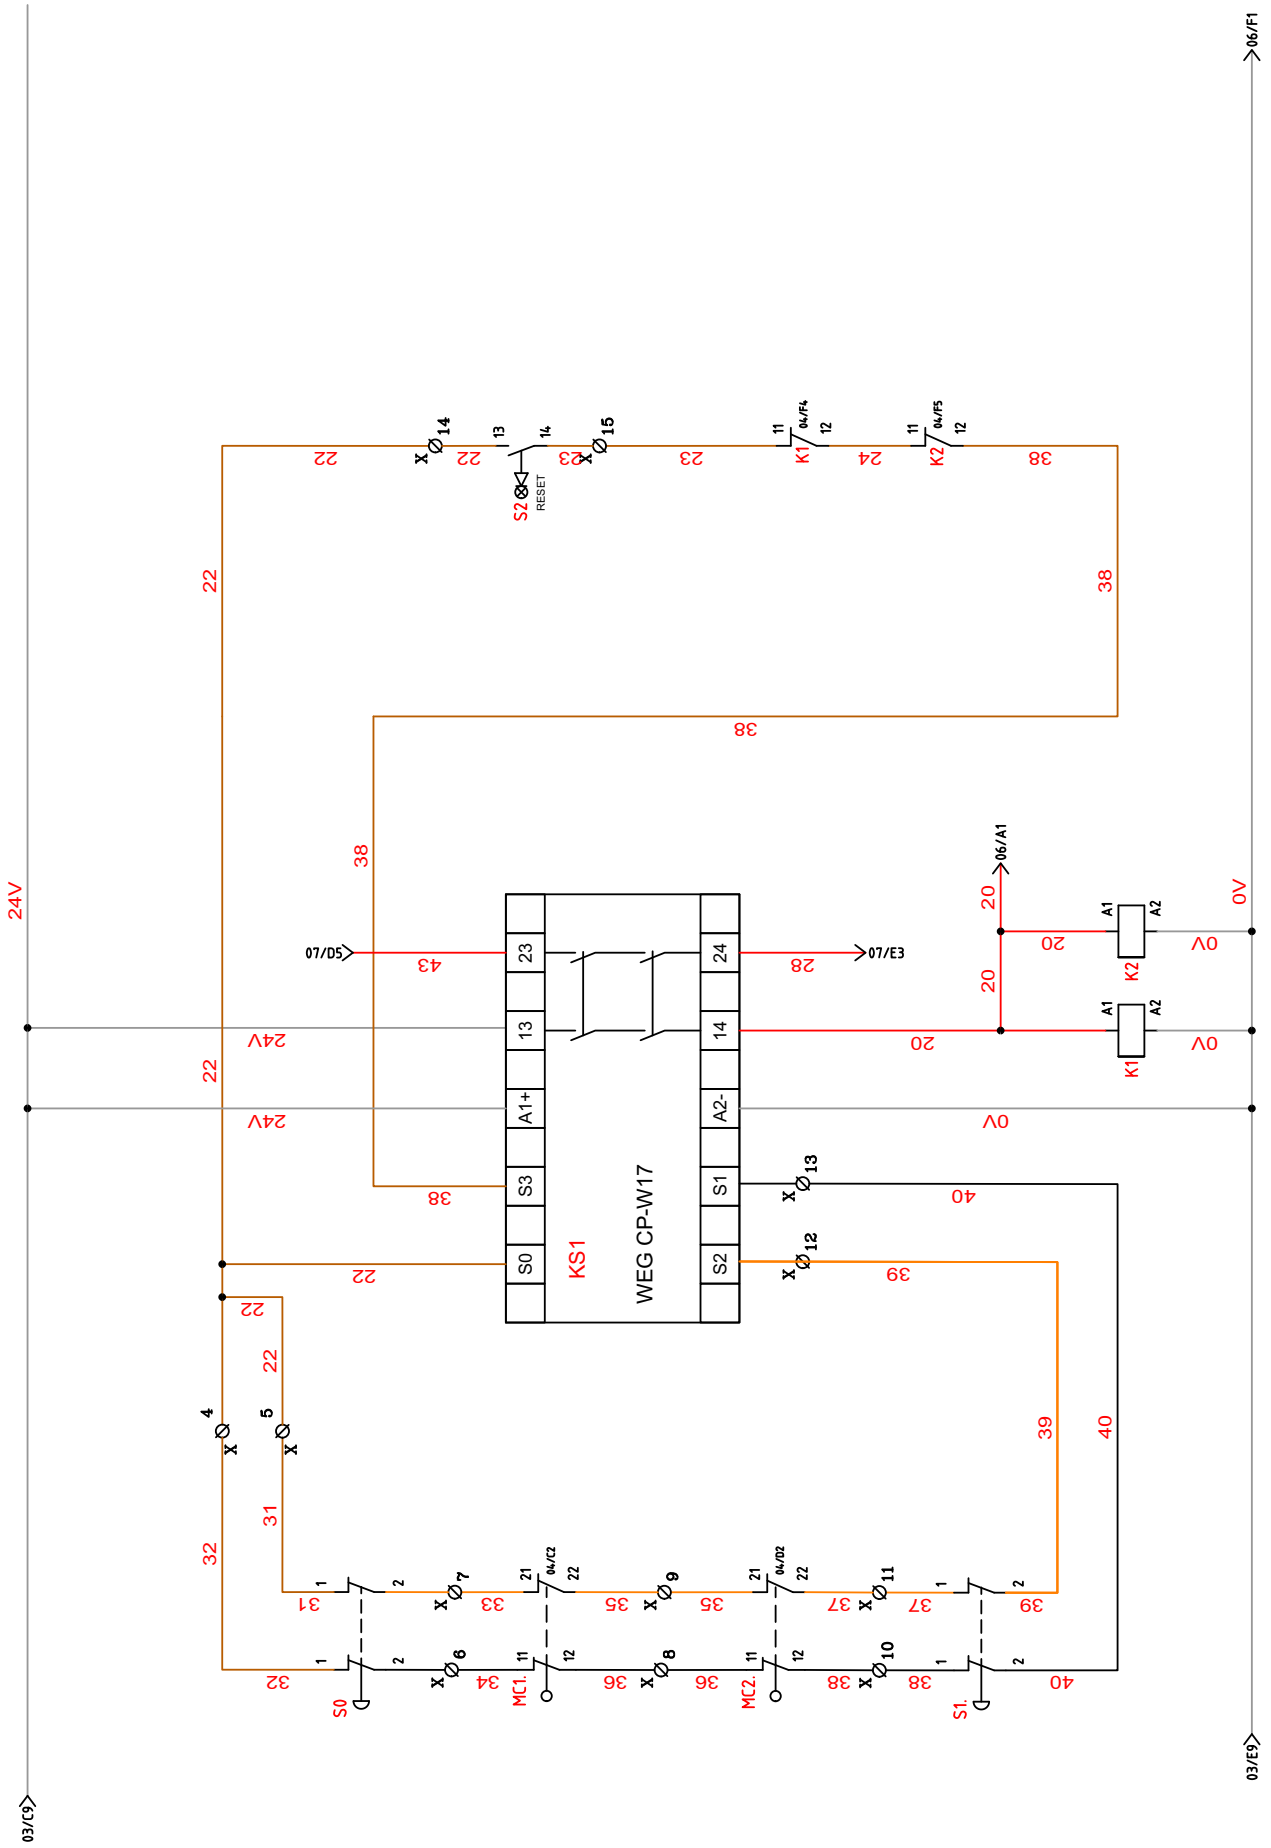 06/F1
24V
0V
22
14
X
22
22
13
14
S2
RESET
23
X
15
23
11
12
04/F4
K1
24
11
12
04/F5
K2
38
22
38
38
38
07/D5
43
23
24
28
07/E3
20
06/A1
20
20
A1
A2
K2
0V
24V
13
14
20
A1
A2
K1
0V
22
24V
A1+
A2-
0V
38
S3
S1
X
13
40
22
S0
S2
X
12
39
KS1
WEG CP-W17
22
22
4
X
5
X
39
40
32
31
31
1
2
X
7
33
21
22
04/C2
35
X
9
35
21
22
04/D2
37
X
11
37
1
2
39
32
1
2
S0
X
6
34
11
12
MC1.
36
X
8
36
11
12
MC2.
38
X
10
38
1
2
S1.
40
03/C9
03/E9